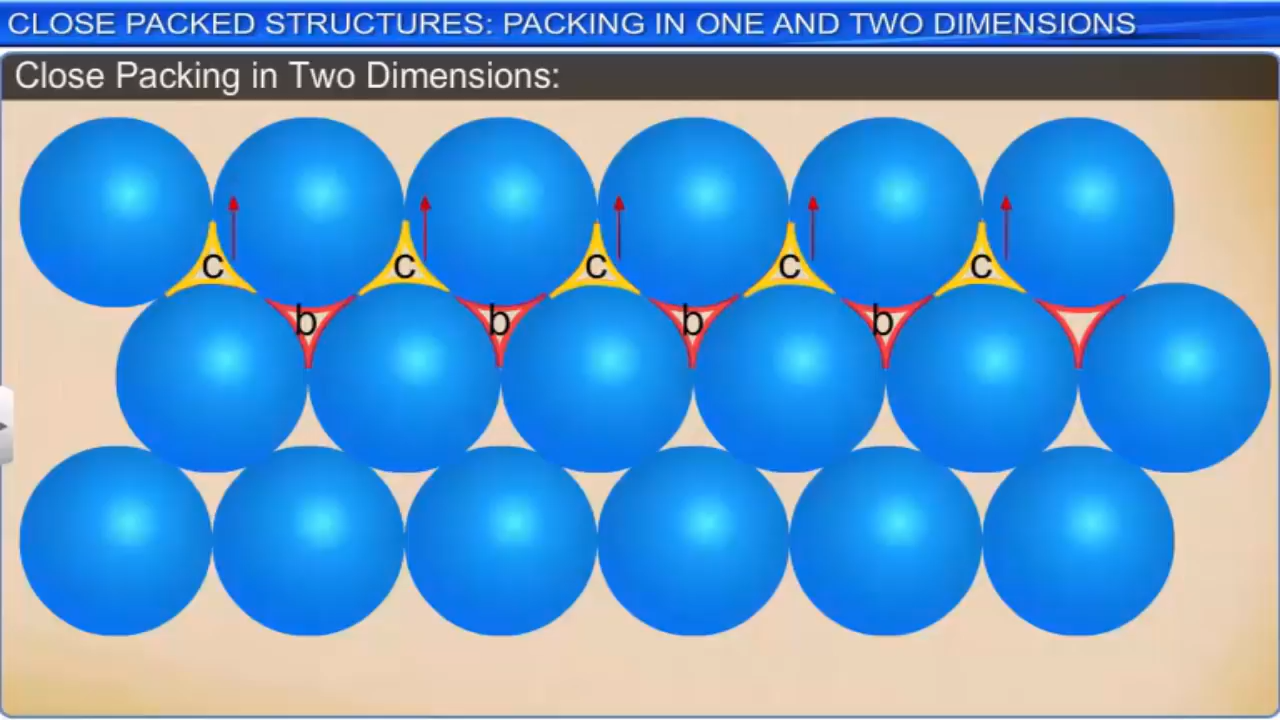 CLOSE PACKED STRUCTURES: PACKING IN ONE AND TWO DIMENSIONS
Close Packing in Two Dimensions:
c c c c c
b b b b